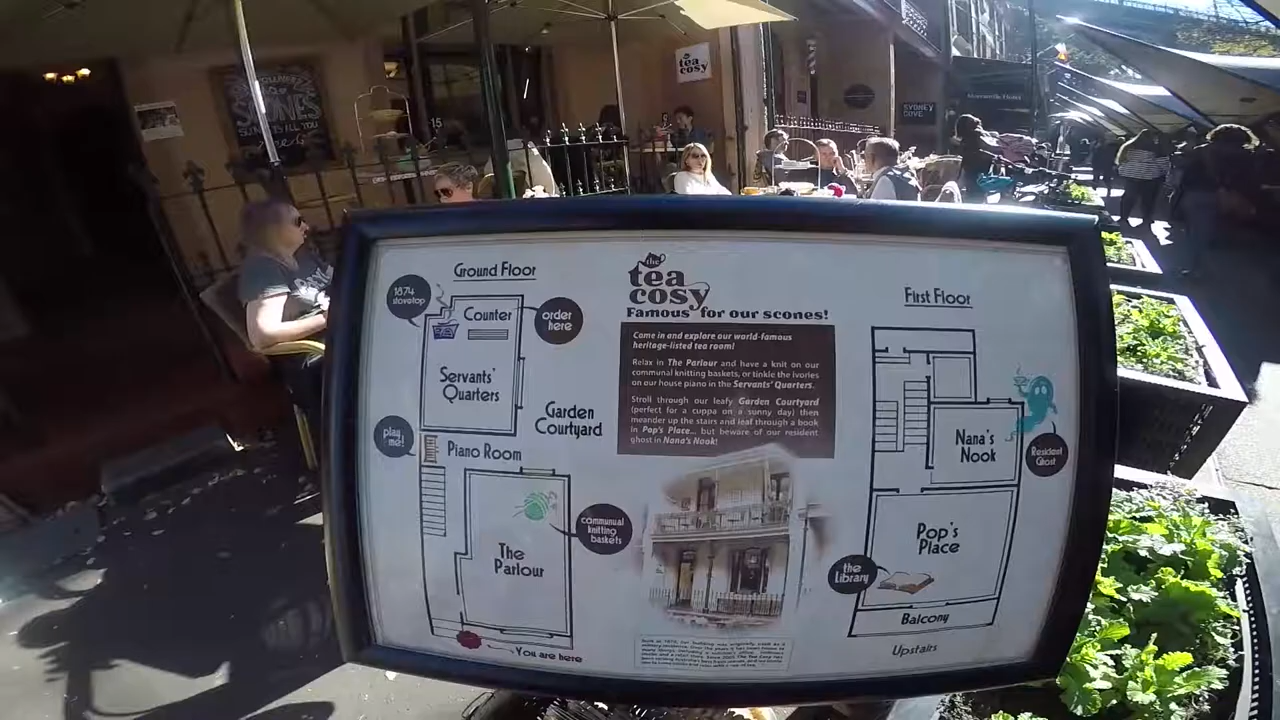 the
tea
cosy
15
SYDNEY
COVE
SCONES
Ground Floor
1874
stovetop
Counter
order
here
Servants'
Quarters
Garden
Courtyard
play
me!
Piano Room
communal
knitting
baskets
The
Parlour
You are here
the
tea
cosy
Famous for our scones!
Come in and explore our world-famous
heritage-listed tea room!
Relax in The Parlour and have a knit on our
communal knitting baskets, or tinkle the ivories
on our house piano in the Servants' Quarters.
Stroll through our leafy Garden Courtyard
(perfect for a cuppa on a sunny day) then
meander up the stairs and leaf through a book
in Pop's Place... but beware of our resident
ghost in Nana's Nook!
First Floor
Nana's
Nook
Resident
Ghost
Pop's
Place
the
Library
Balcony
Upstairs